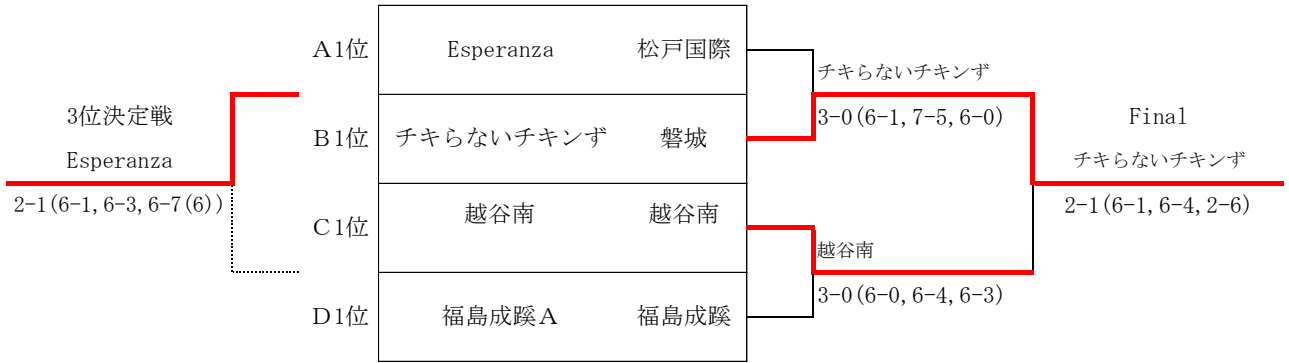 A1位 Esperanza 松戸国際
チキらないチキンず
3位決定戦
3-0(6-1,7-5,6-0)
Final
B1位 チキらないチキンず 磐城
Esperanza
チキらないチキンず
2-1(6-1,6-3,6-7(6))
2-1(6-1,6-4,2-6)
C1位 越谷南 越谷南
越谷南
3-0(6-0,6-4,6-3)
D1位 福島成蹊A 福島成蹊